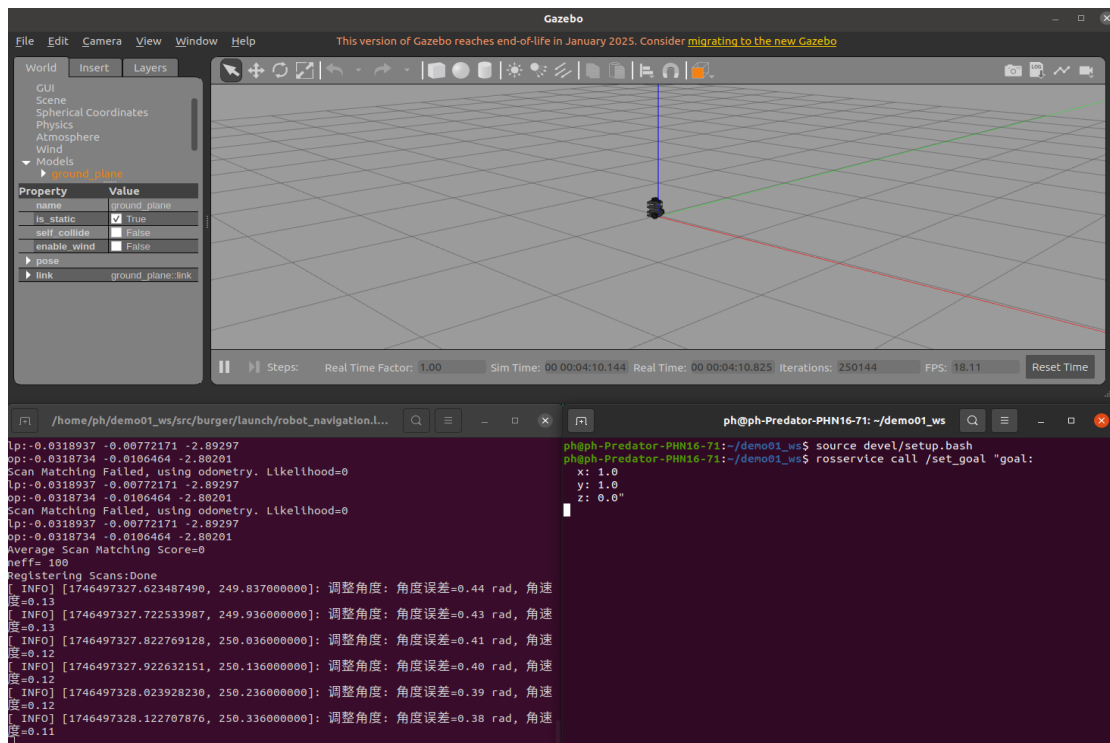 Gazebo
File Edit Camera View Window Help
This version of Gazebo reaches end-of-life in January 2025. Consider migrating to the new Gazebo
World Insert Layers
GUI
Scene
Spherical Coordinates
Physics
Atmosphere
Wind
Models
ground_plane
Property Value
name ground_plane
is_static True
self_collide False
enable_wind False
pose
link ground_plane::link
LOG
Steps: Real Time Factor: 1.00 Sim Time: 00 00:04:10.144 Real Time: 00 00:04:10.825 Iterations: 250144 FPS: 18.11 Reset Time
/home/ph/demo01_ws/src/burger/launch/robot_navigation.l...
lp:-0.0318937 -0.00772171 -2.89297
op:-0.0318734 -0.0106464 -2.80201
Scan Matching Failed, using odometry. Likelihood=0
lp:-0.0318937 -0.00772171 -2.89297
op:-0.0318734 -0.0106464 -2.80201
Scan Matching Failed, using odometry. Likelihood=0
lp:-0.0318937 -0.00772171 -2.89297
op:-0.0318734 -0.0106464 -2.80201
Average Scan Matching Score=0
neff= 100
Registering Scans:Done
[ INFO] [1746497327.623487490, 249.837000000]: 调整角度: 角度误差=0.44 rad, 角速
度=0.13
[ INFO] [1746497327.722533987, 249.936000000]: 调整角度: 角度误差=0.43 rad, 角速
度=0.13
[ INFO] [1746497327.822769128, 250.036000000]: 调整角度: 角度误差=0.41 rad, 角速
度=0.12
[ INFO] [1746497327.922632151, 250.136000000]: 调整角度: 角度误差=0.40 rad, 角速
度=0.12
[ INFO] [1746497328.023928230, 250.236000000]: 调整角度: 角度误差=0.39 rad, 角速
度=0.12
[ INFO] [1746497328.122707876, 250.336000000]: 调整角度: 角度误差=0.38 rad, 角速
度=0.11
ph@ph-Predator-PHN16-71: ~/demo01_ws
ph@ph-Predator-PHN16-71:~/demo01_ws$ source devel/setup.bash
ph@ph-Predator-PHN16-71:~/demo01_ws$ rosservice call /set_goal "goal:
x: 1.0
y: 1.0
z: 0.0"